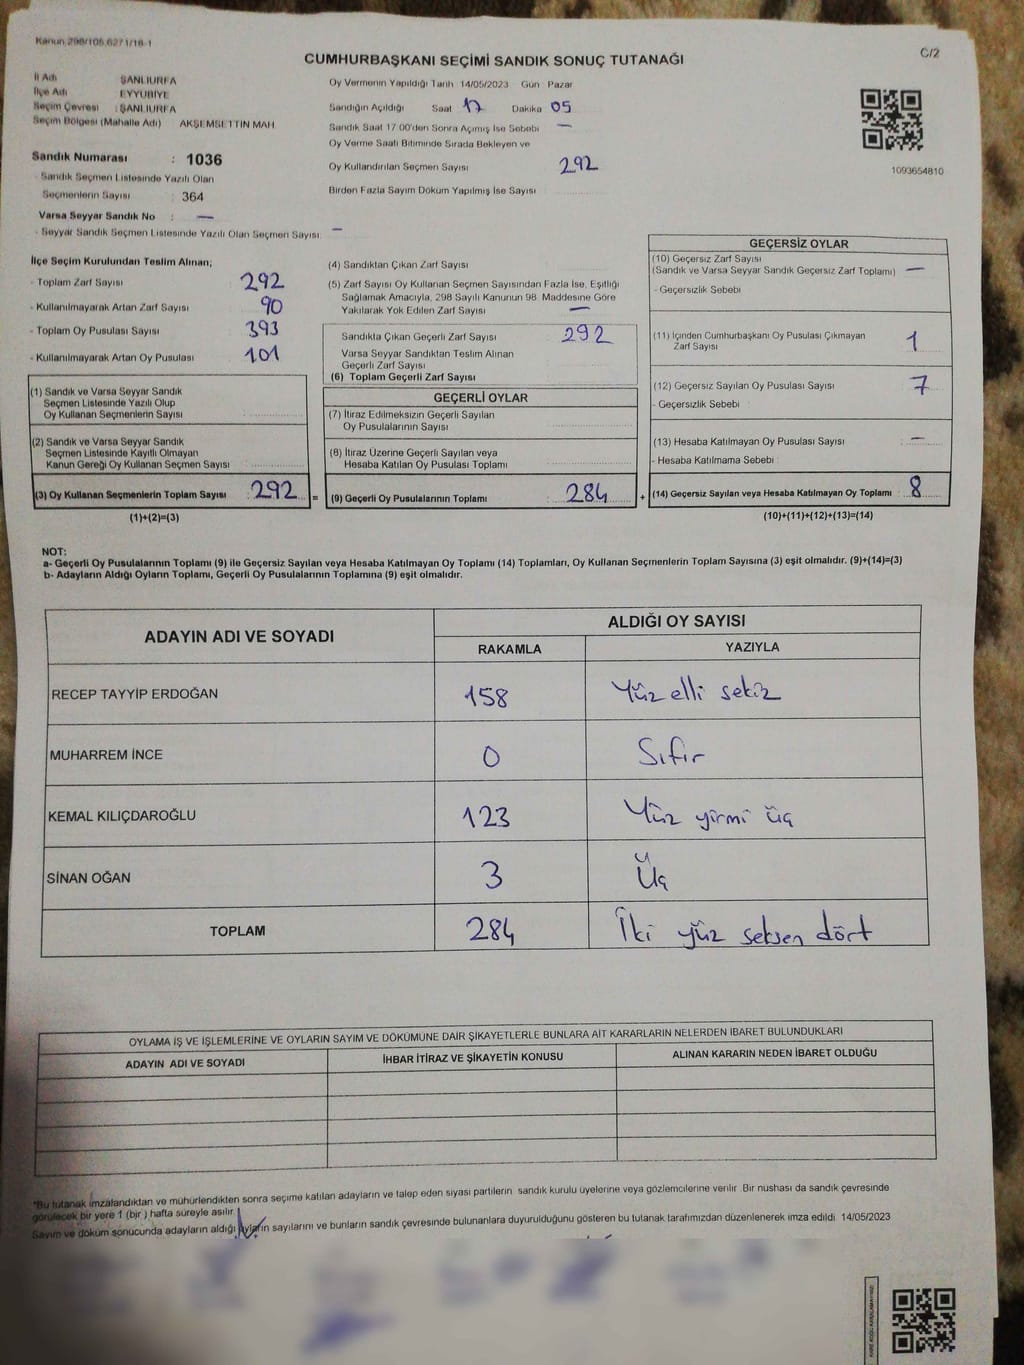 Kanun 298/105,62/1/18-1
C/2
CUMHURBAŞKANI SEÇİMİ SANDIK SONUÇ TUTANAĞI
İl Adı : ŞANLIURFA
İlçe Adı : EYYÜBİYE
Seçim Çevresi : ŞANLIURFA
Seçim Bölgesi (Mahalle Adı) AKŞEMSETTİN MAH.
Sandık Numarası : 1036
- Sandık Seçmen Listesinde Yazılı Olan
Seçmenlerin Sayısı : 364
Varsa Seyyar Sandık No : —
- Seyyar Sandık Seçmen Listesinde Yazılı Olan Seçmen Sayısı: —
Oy Vermenin Yapıldığı Tarih 14/05/2023 Gün Pazar
Sandığın Açıldığı Saat 17 Dakika 05
Sandık Saat 17:00'den Sonra Açımış İse Sebebi —
Oy Verme Saati Bitiminde Sırada Bekleyen ve
Oy Kullandırılan Seçmen Sayısı 292
Birden Fazla Sayım Döküm Yapılmış İse Sayısı
1093654810
İlçe Seçim Kurulundan Teslim Alınan;
- Toplam Zarf Sayısı 292
- Kullanılmayarak Artan Zarf Sayısı 90
- Toplam Oy Pusulası Sayısı 393
- Kullanılmayarak Artan Oy Pusulası 101
(1) Sandık ve Varsa Seyyar Sandık
Seçmen Listesinde Yazılı Olup
Oy Kullanan Seçmenlerin Sayısı
(2) Sandık ve Varsa Seyyar Sandık
Seçmen Listesinde Kayıtlı Olmayan
Kanun Gereği Oy Kullanan Seçmen Sayısı
(3) Oy Kullanan Seçmenlerin Toplam Sayısı : 292 =
(1)+(2)=(3)
(4) Sandıktan Çıkan Zarf Sayısı
(5) Zarf Sayısı Oy Kullanan Seçmen Sayısından Fazla İse, Eşitliği
Sağlamak Amacıyla, 298 Sayılı Kanunun 98. Maddesine Göre
Yakılarak Yok Edilen Zarf Sayısı —
Sandıkta Çıkan Geçerli Zarf Sayısı 292
Varsa Seyyar Sandıktan Teslim Alınan
Geçerli Zarf Sayısı
(6) Toplam Geçerli Zarf Sayısı
GEÇERLİ OYLAR
(7) İtiraz Edilmeksizin Geçerli Sayılan
Oy Pusulalarının Sayısı
(8) İtiraz Üzerine Geçerli Sayılan veya
Hesaba Katılan Oy Pusulası Toplamı
(9) Geçerli Oy Pusulalarının Toplamı : 284 +
GEÇERSİZ OYLAR
(10) Geçersiz Zarf Sayısı
(Sandık ve Varsa Seyyar Sandık Geçersiz Zarf Toplamı) —
- Geçersizlik Sebebi
(11) İçinden Cumhurbaşkanı Oy Pusulası Çıkmayan
Zarf Sayısı 1
(12) Geçersiz Sayılan Oy Pusulası Sayısı 7
- Geçersizlik Sebebi
(13) Hesaba Katılmayan Oy Pusulası Sayısı —
- Hesaba Katılmama Sebebi :
(14) Geçersiz Sayılan veya Hesaba Katılmayan Oy Toplamı : 8
(10)+(11)+(12)+(13)=(14)
NOT:
a- Geçerli Oy Pusulalarının Toplamı (9) ile Geçersiz Sayılan veya Hesaba Katılmayan Oy Toplamı (14) Toplamları, Oy Kullanan Seçmenlerin Toplam Sayısına (3) eşit olmalıdır. (9)+(14)=(3)
b- Adayların Aldığı Oyların Toplamı, Geçerli Oy Pusulalarının Toplamına (9) eşit olmalıdır.
ADAYIN ADI VE SOYADI
ALDIĞI OY SAYISI
RAKAMLA YAZIYLA
RECEP TAYYİP ERDOĞAN 158 Yüz elli sekiz
MUHARREM İNCE 0 Sıfır
KEMAL KILIÇDAROĞLU 123 Yüz yirmi üç
SİNAN OĞAN 3 Üç
TOPLAM 284 İki yüz seksen dört
OYLAMA İŞ VE İŞLEMLERİNE VE OYLARIN SAYIM VE DÖKÜMÜNE DAİR ŞİKAYETLERLE BUNLARA AİT KARARLARIN NELERDEN İBARET BULUNDUKLARI
ADAYIN ADI VE SOYADI İHBAR İTİRAZ VE ŞİKAYETİN KONUSU ALINAN KARARIN NEDEN İBARET OLDUĞU
*Bu tutanak imzalandıktan ve mühürlendikten sonra seçime katılan adayların ve talep eden siyasi partilerin sandık kurulu üyelerine veya gözlemcilerine verilir. Bir nüshası da sandık çevresinde
görülecek bir yere 1 (bir) hafta süreyle asılır.
Sayım ve döküm sonucunda adayların aldığı oyların sayılarını ve bunların sandık çevresinde bulunanlara duyurulduğunu gösteren bu tutanak tarafımızdan düzenlenerek imza edildi. 14/05/2023